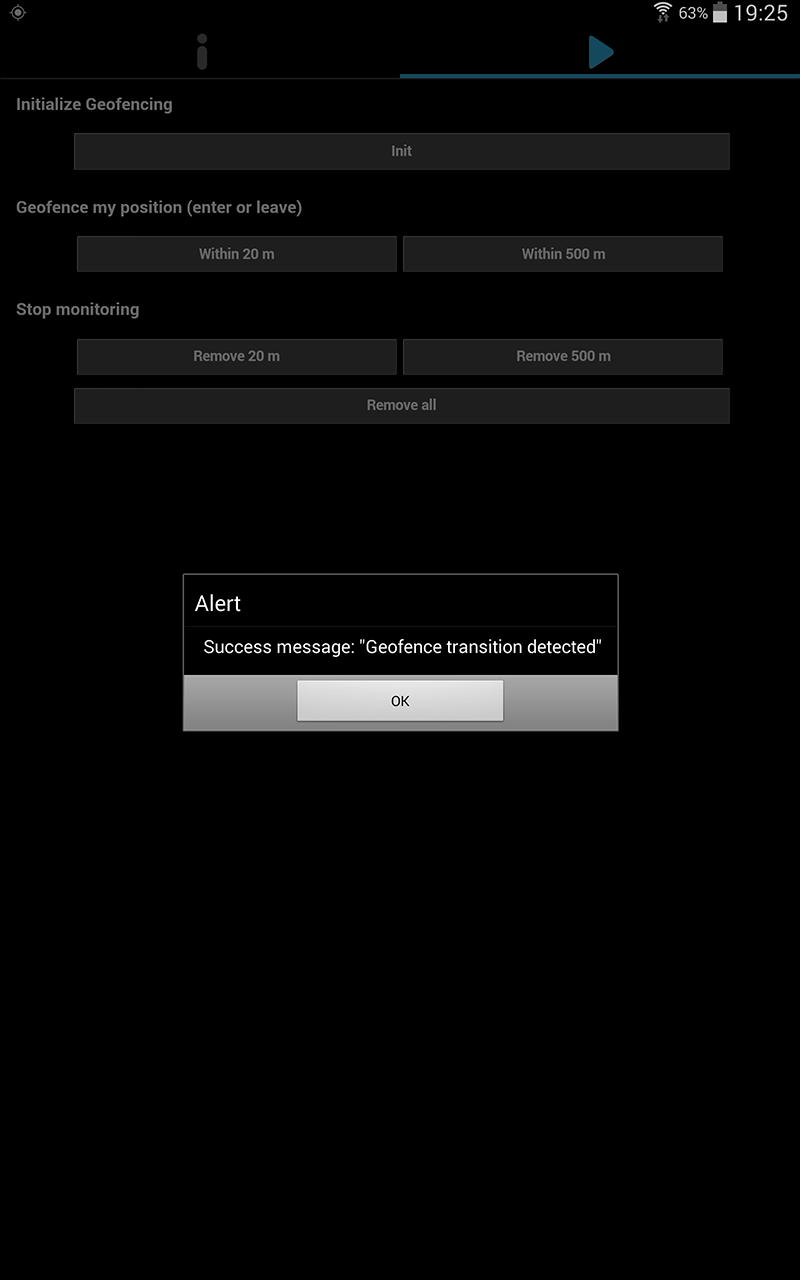 63% 19:25
Initialize Geofencing
Init
Geofence my position (enter or leave)
Within 20 m Within 500 m
Stop monitoring
Remove 20 m Remove 500 m
Remove all
Alert
Success message: "Geofence transition detected"
OK